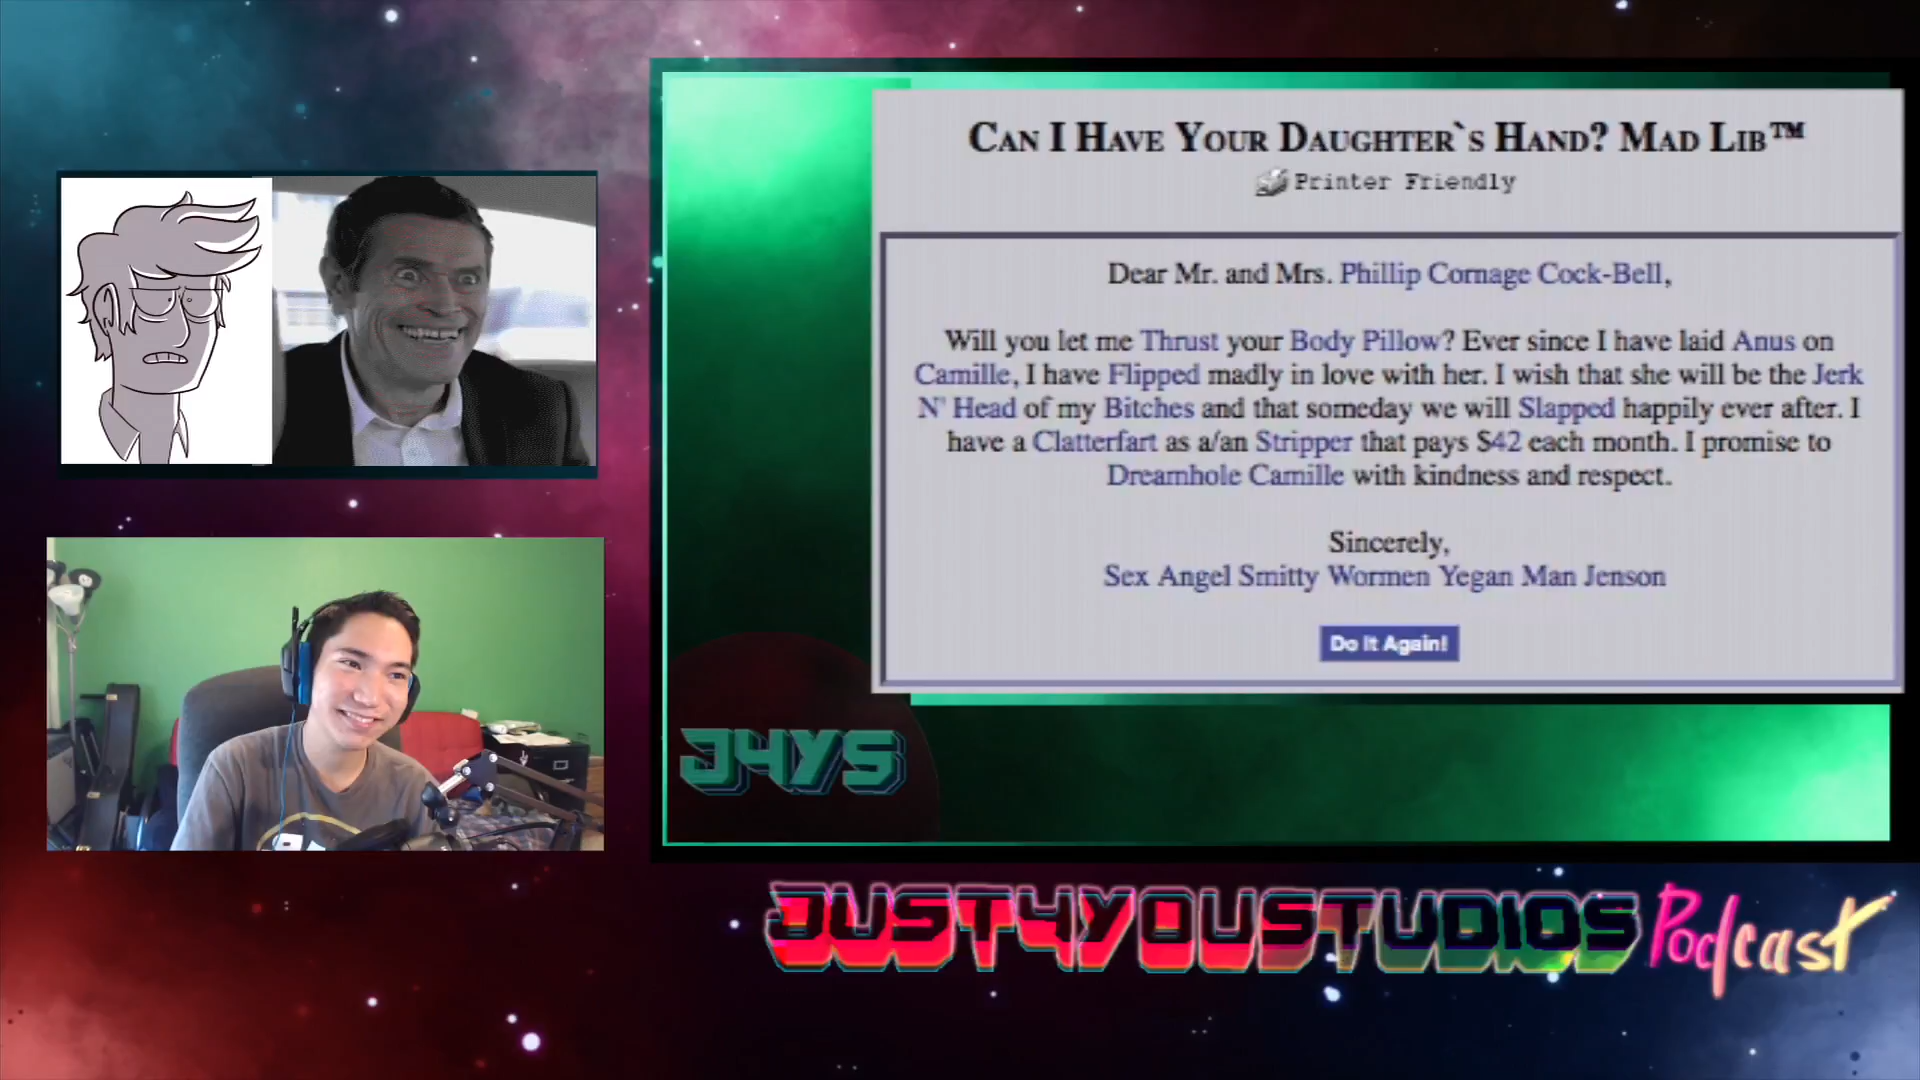 Can I Have Your Daughter`s Hand? Mad Lib™
Printer Friendly
Dear Mr. and Mrs. Phillip Cornage Cock-Bell,
Will you let me Thrust your Body Pillow? Ever since I have laid Anus on
Camille, I have Flipped madly in love with her. I wish that she will be the Jerk
N' Head of my Bitches and that someday we will Slapped happily ever after. I
have a Clatterfart as a/an Stripper that pays $42 each month. I promise to
Dreamhole Camille with kindness and respect.
Sincerely,
Sex Angel Smitty Wormen Yegan Man Jenson
Do It Again!
J4YS
JUST4YOUSTUDIOS Podcast